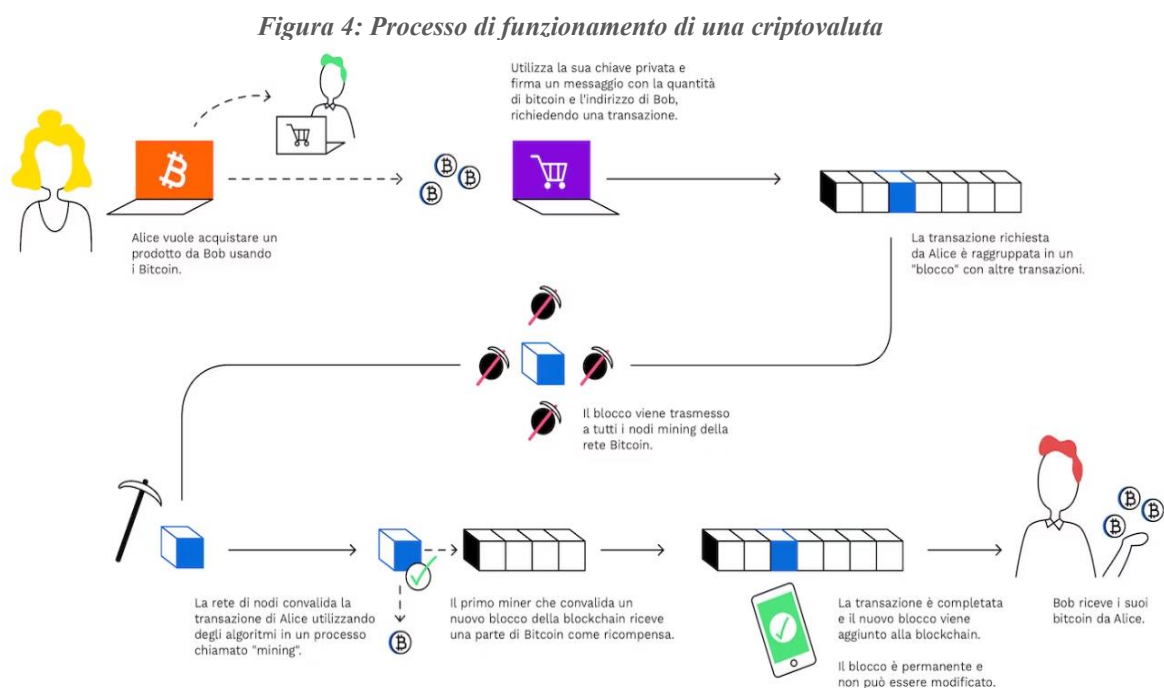 Figura 4: Processo di funzionamento di una criptovaluta
Utilizza la sua chiave privata e
firma un messaggio con la quantità
di bitcoin e l'indirizzo di Bob,
richiedendo una transazione.
Alice vuole acquistare un
prodotto da Bob usando
i Bitcoin.
La transazione richiesta
da Alice è raggruppata in un
"blocco" con altre transazioni.
Il blocco viene trasmesso
a tutti i nodi mining della
rete Bitcoin.
La rete di nodi convalida la
transazione di Alice utilizzando
degli algoritmi in un processo
chiamato "mining".
Il primo miner che convalida un
nuovo blocco della blockchain riceve
una parte di Bitcoin come ricompensa.
La transazione è completata
e il nuovo blocco viene
aggiunto alla blockchain.
Il blocco è permanente e
non può essere modificato.
Bob riceve i suoi
bitcoin da Alice.